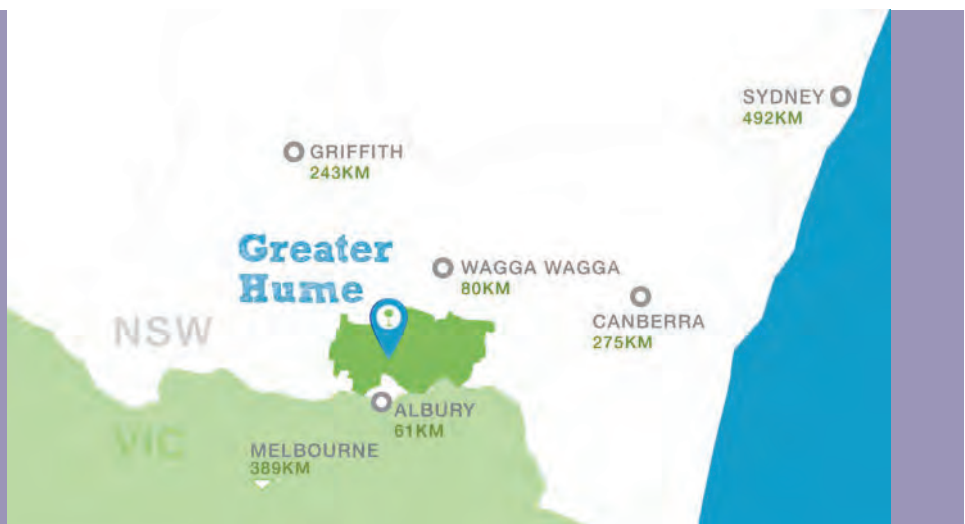 SYDNEY
492KM
GRIFFITH
243KM
Greater
Hume
WAGGA WAGGA
80KM
CANBERRA
275KM
NSW
ALBURY
61KM
VIC
MELBOURNE
389KM